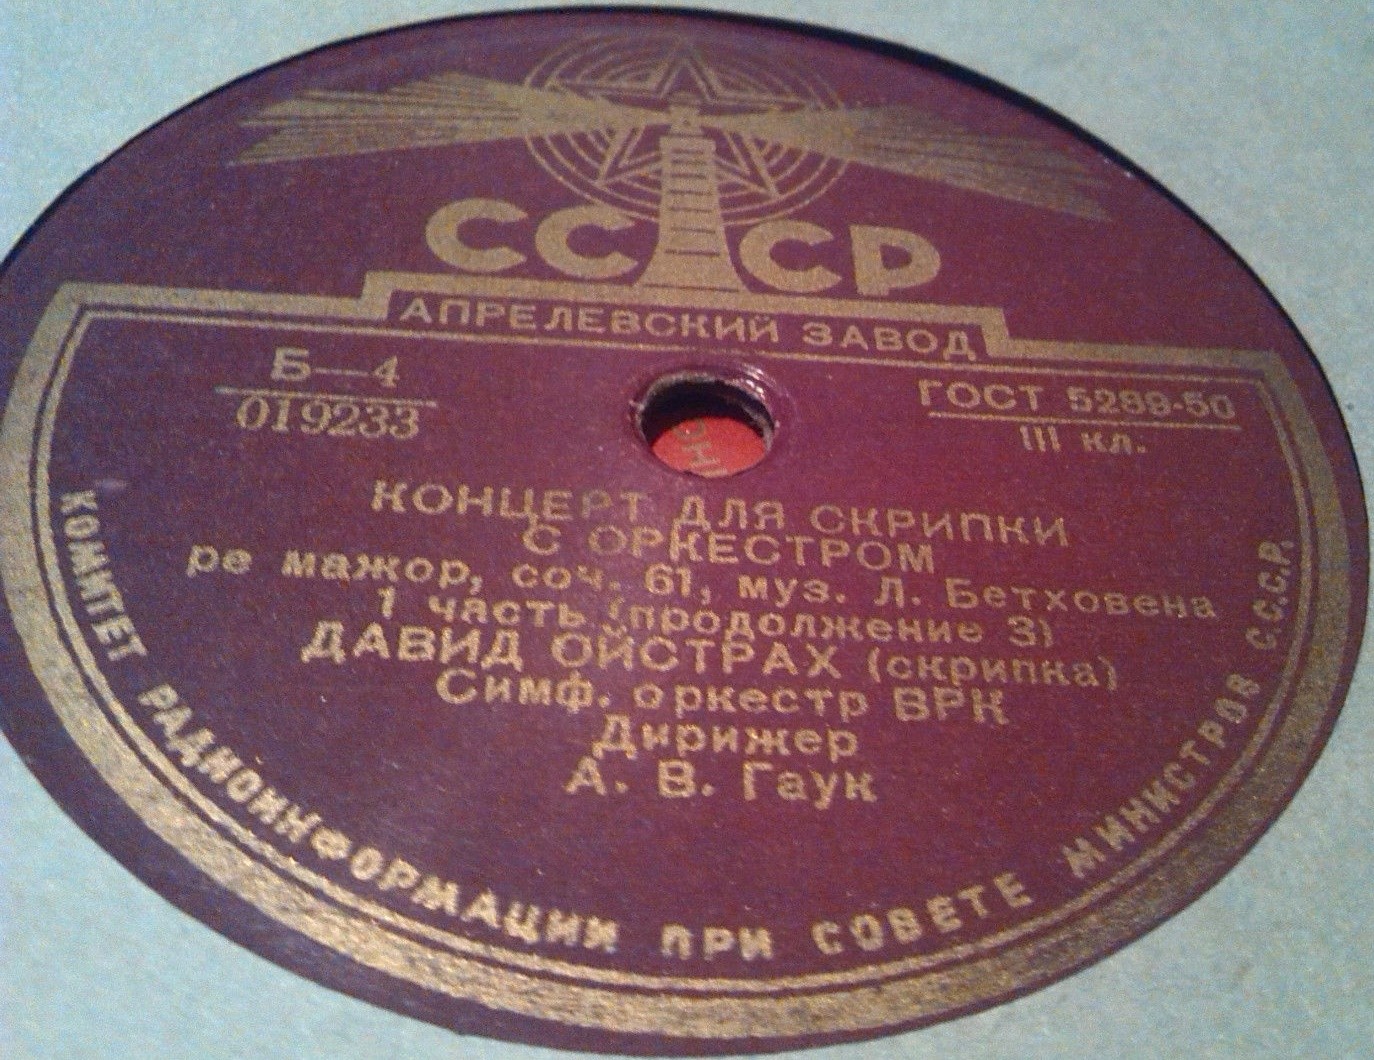 СССР
АПРЕЛЕВСКИЙ ЗАВОД
Б—4
019233
ГОСТ 5289-50
III кл.
КОНЦЕРТ ДЛЯ СКРИПКИ
С ОРКЕСТРОМ
ре мажор, соч. 61, муз. Л. Бетховена
1 часть (продолжение 3)
ДАВИД ОЙСТРАХ (скрипка)
Симф. оркестр ВРК
Дирижер
А. В. Гаук
КОМИТЕТ РАДИОИНФОРМАЦИИ ПРИ СОВЕТЕ МИНИСТРОВ С.С.С.Р.